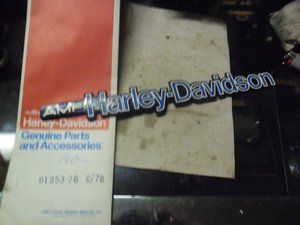 AMF Harley-Davidson
AMF
Harley-Davidson
Genuine Parts
and Accessories
61353-78 6/78